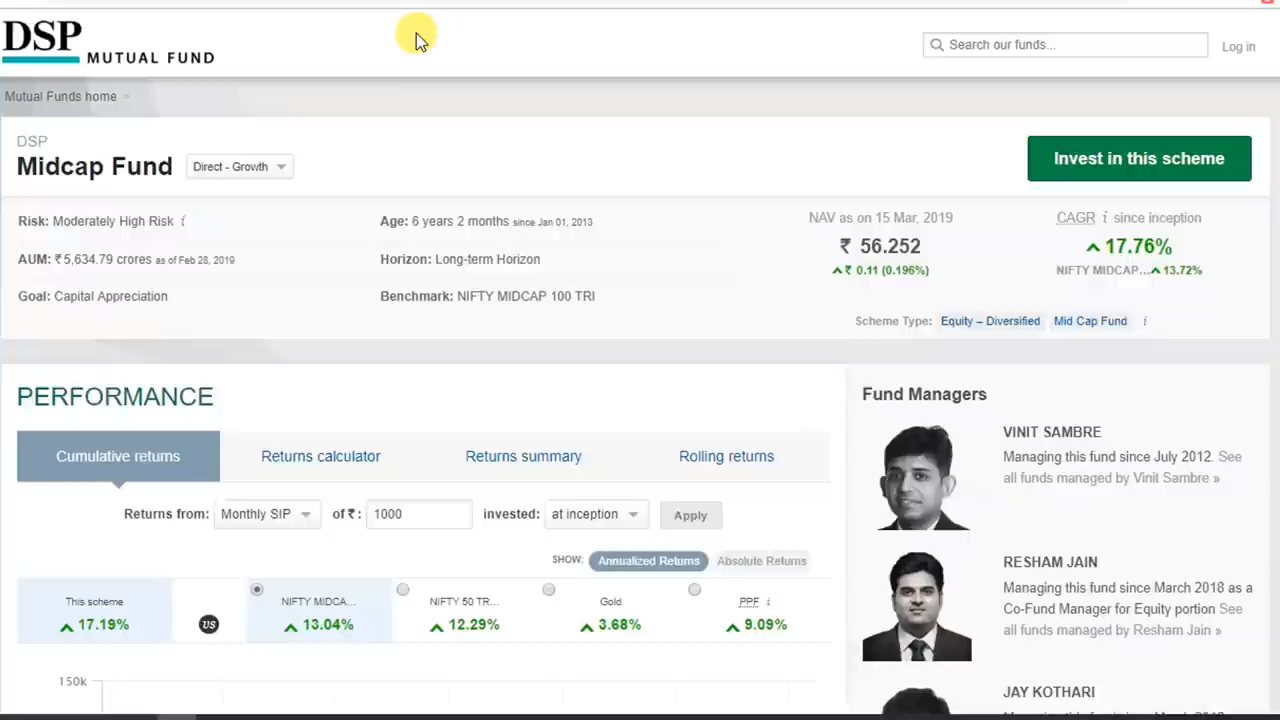 DSP
MUTUAL FUND
Search our funds...
Log in
Mutual Funds home
DSP
Midcap Fund
Direct - Growth
Invest in this scheme
Risk: Moderately High Risk i
Age: 6 years 2 months since Jan 01, 2013
NAV as on 15 Mar, 2019
CAGR i since inception
AUM: ₹5,634.79 crores as of Feb 28, 2019
Horizon: Long-term Horizon
₹ 56.252
17.76%
₹ 0.11 (0.196%)
NIFTY MIDCAP... 13.72%
Goal: Capital Appreciation
Benchmark: NIFTY MIDCAP 100 TRI
Scheme Type: Equity – Diversified Mid Cap Fund i
PERFORMANCE
Cumulative returns
Returns calculator
Returns summary
Rolling returns
Returns from: Monthly SIP of ₹: 1000 invested: at inception Apply
SHOW: Annualized Returns Absolute Returns
This scheme
17.19%
vs
NIFTY MIDCA...
13.04%
NIFTY 50 TR...
12.29%
Gold
3.68%
PPF i
9.09%
150k
Fund Managers
VINIT SAMBRE
Managing this fund since July 2012. See
all funds managed by Vinit Sambre »
RESHAM JAIN
Managing this fund since March 2018 as a
Co-Fund Manager for Equity portion See
all funds managed by Resham Jain »
JAY KOTHARI